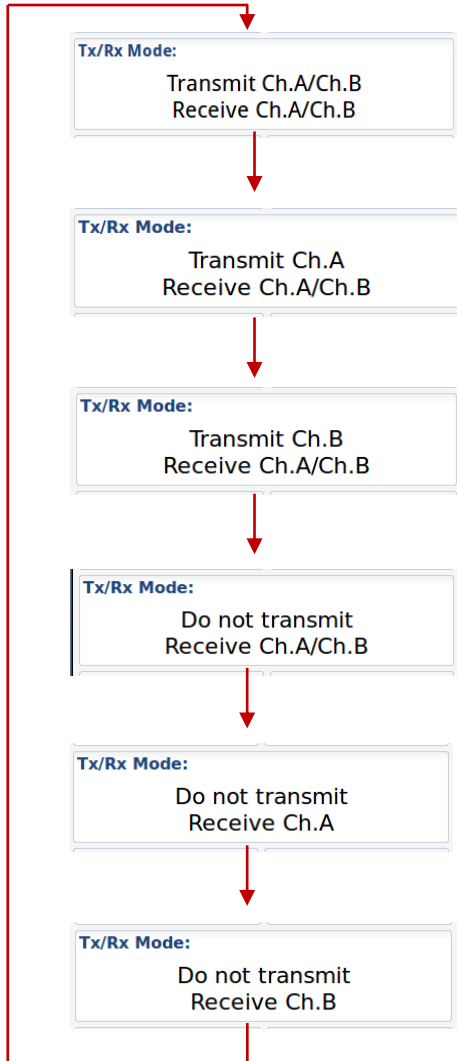 Tx/Rx Mode:
Transmit Ch.A/Ch.B
Receive Ch.A/Ch.B
Tx/Rx Mode:
Transmit Ch.A
Receive Ch.A/Ch.B
Tx/Rx Mode:
Transmit Ch.B
Receive Ch.A/Ch.B
Tx/Rx Mode:
Do not transmit
Receive Ch.A/Ch.B
Tx/Rx Mode:
Do not transmit
Receive Ch.A
Tx/Rx Mode:
Do not transmit
Receive Ch.B